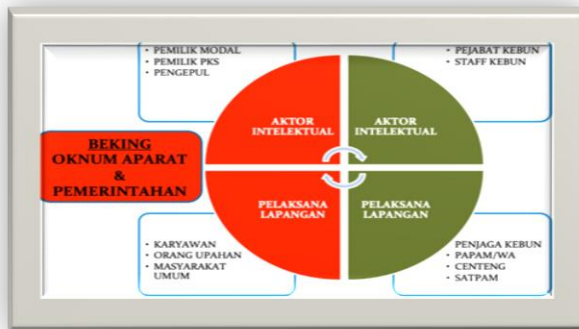 • PEMILIK MODAL
• PEMILIK PKS
• PENGEPUL
• PEJABAT KEBUN
• STAFF KEBUN
AKTOR
INTELEKTUAL
AKTOR
INTELEKTUAL
BEKING
OKNUM APARAT
&
PEMERINTAHAN
PELAKSANA
LAPANGAN
PELAKSANA
LAPANGAN
• KARYAWAN
• ORANG UPAHAN
• MASYARAKAT
UMUM
PENJAGA KEBUN
• PAPAM/WA
• CENTENG
• SATPAM